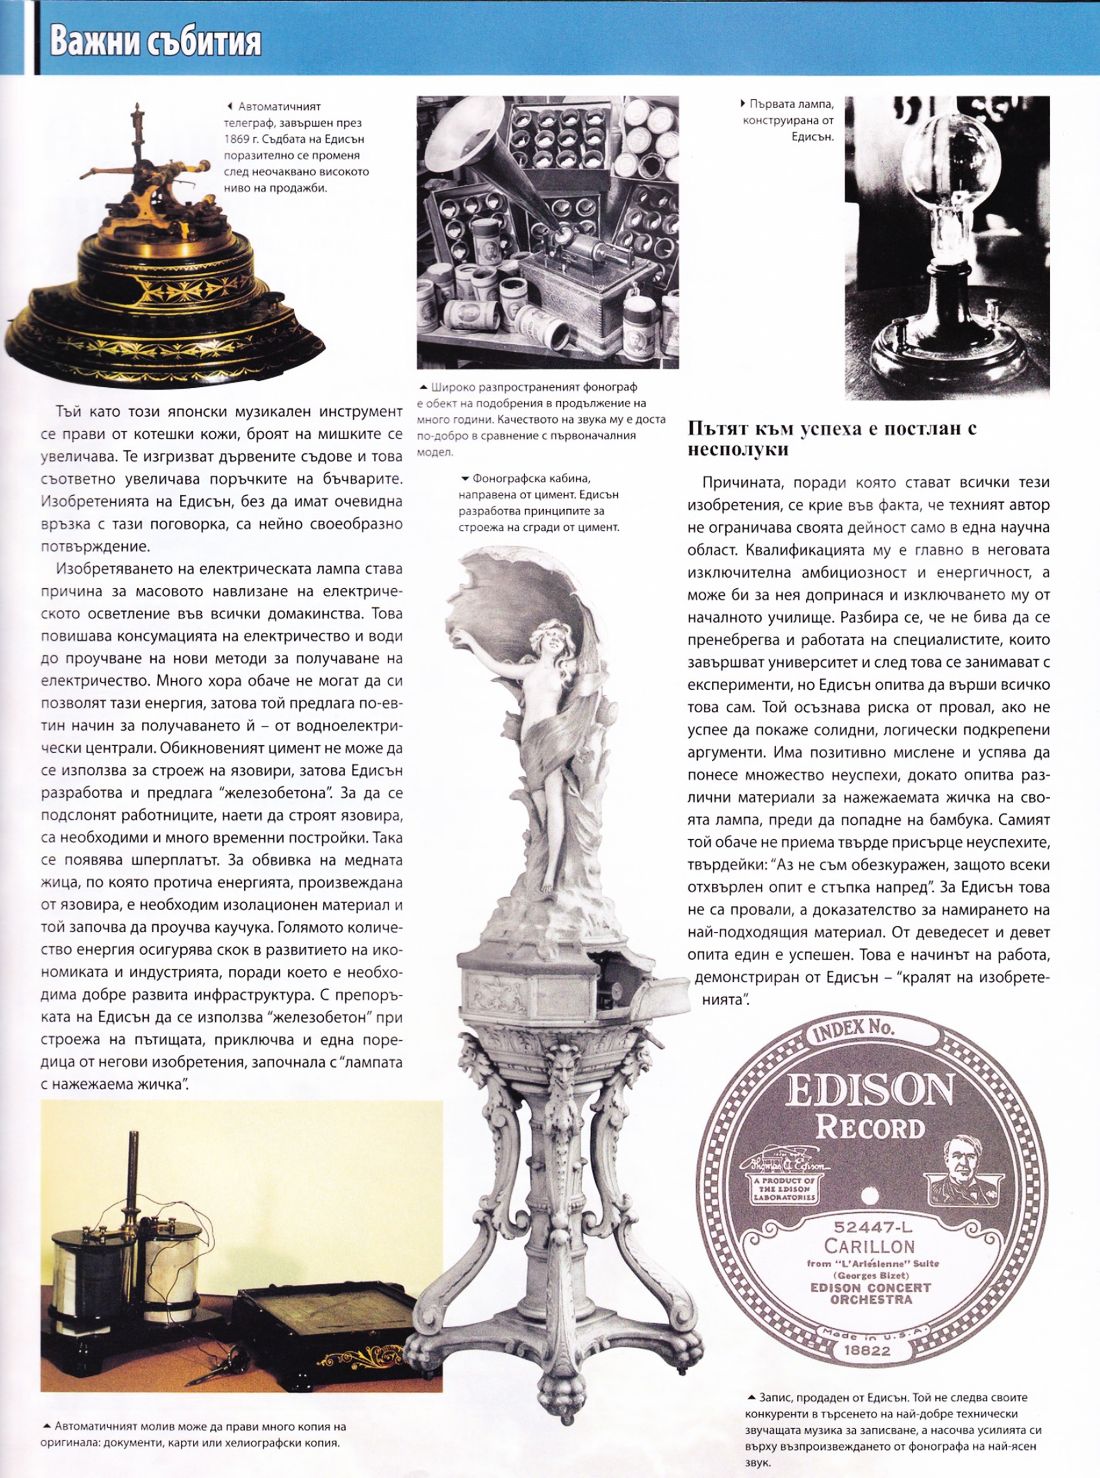 Важни събития
Автоматичният
телеграф, завършен през
1869 г. Съдбата на Едисън
поразително се променя
след неочаквано високото
ниво на продажби.
Първата лампа,
конструирана от
Едисън.
Широко разпространеният фонограф
е обект на подобрения в продължение на
много години. Качеството на звука му е доста
по-добро в сравнение с първоначалния
модел.
Фонографска кабина,
направена от цимент. Едисън
разработва принципите за
строежа на сгради от цимент.
Тъй като този японски музикален инструмент
се прави от котешки кожи, броят на мишките се
увеличава. Те изгризват дървените съдове и това
съответно увеличава поръчките на бъчварите.
Изобретенията на Едисън, без да имат очевидна
връзка с тази поговорка, са нейно своеобразно
потвърждение.
Изобретяването на електрическата лампа става
причина за масовото навлизане на електриче-
ското осветление във всички домакинства. Това
повишава консумацията на електричество и води
до проучване на нови методи за получаване на
електричество. Много хора обаче не могат да си
позволят тази енергия, затова той предлага по-ев-
тин начин за получаването й – от водноелектри-
чески централи. Обикновеният цимент не може да
се използва за строеж на язовири, затова Едисън
разработва и предлага “железобетона”. За да се
подслонят работниците, наети да строят язовира,
са необходими и много временни постройки. Така
се появява шперплатът. За обвивка на медната
жица, по която протича енергията, произвеждана
от язовира, е необходим изолационен материал и
той започва да проучва каучука. Голямото количе-
ство енергия осигурява скок в развитието на ико-
номиката и индустрията, поради което е необхо-
дима добре развита инфраструктура. С препоръ-
ката на Едисън да се използва “железобетон” при
строежа на пътищата, приключва и една поре-
дица от негови изобретения, започнала с “лампата
с нажежаема жичка”.
Пътят към успеха е постлан с
несполуки
Причината, поради която стават всички тези
изобретения, се крие във факта, че техният автор
не ограничава своята дейност само в една научна
област. Квалификацията му е главно в неговата
изключителна амбициозност и енергичност, а
може би за нея допринася и изключването му от
началното училище. Разбира се, че не бива да се
пренебрегва и работата на специалистите, които
завършват университет и след това се занимават с
експерименти, но Едисън опитва да върши всичко
това сам. Той осъзнава риска от провал, ако не
успее да покаже солидни, логически подкрепени
аргументи. Има позитивно мислене и успява да
понесе множество неуспехи, докато опитва раз-
лични материали за нажежаемата жичка на сво-
ята лампа, преди да попадне на бамбука. Самият
той обаче не приема твърде присърце неуспехите,
твърдейки: “Аз не съм обезкуражен, защото всеки
отхвърлен опит е стъпка напред”. За Едисън това
не са провали, а доказателство за намирането на
най-подходящия материал. От деведесет и девет
опита един е успешен. Това е начинът на работа,
демонстриран от Едисън – “кралят на изобрете-
нията”.
INDEX No.
EDISON
RECORD
Thomas A Edison
A PRODUCT OF
THE EDISON
LABORATORIES
52447-L
CARILLON
from "L'Arlésienne" Suite
(Georges Bizet)
EDISON CONCERT
ORCHESTRA
Made in U.S.A.
18822
Автоматичният молив може да прави много копия на
оригинала: документи, карти или хелиографски копия.
Запис, продаден от Едисън. Той не следва своите
конкуренти в търсенето на най-добре технически
звучащата музика за записване, а насочва усилията си
върху възпроизвеждането от фонографа на най-ясен
звук.